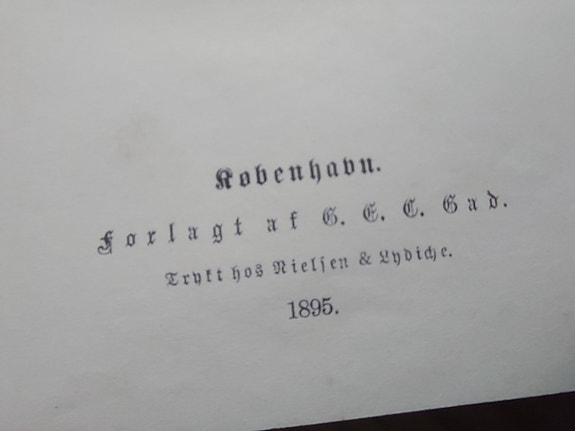 København.
Forlagt af G. E. C. Gad.
Trykt hos Nielsen & Lydiche.
1895.